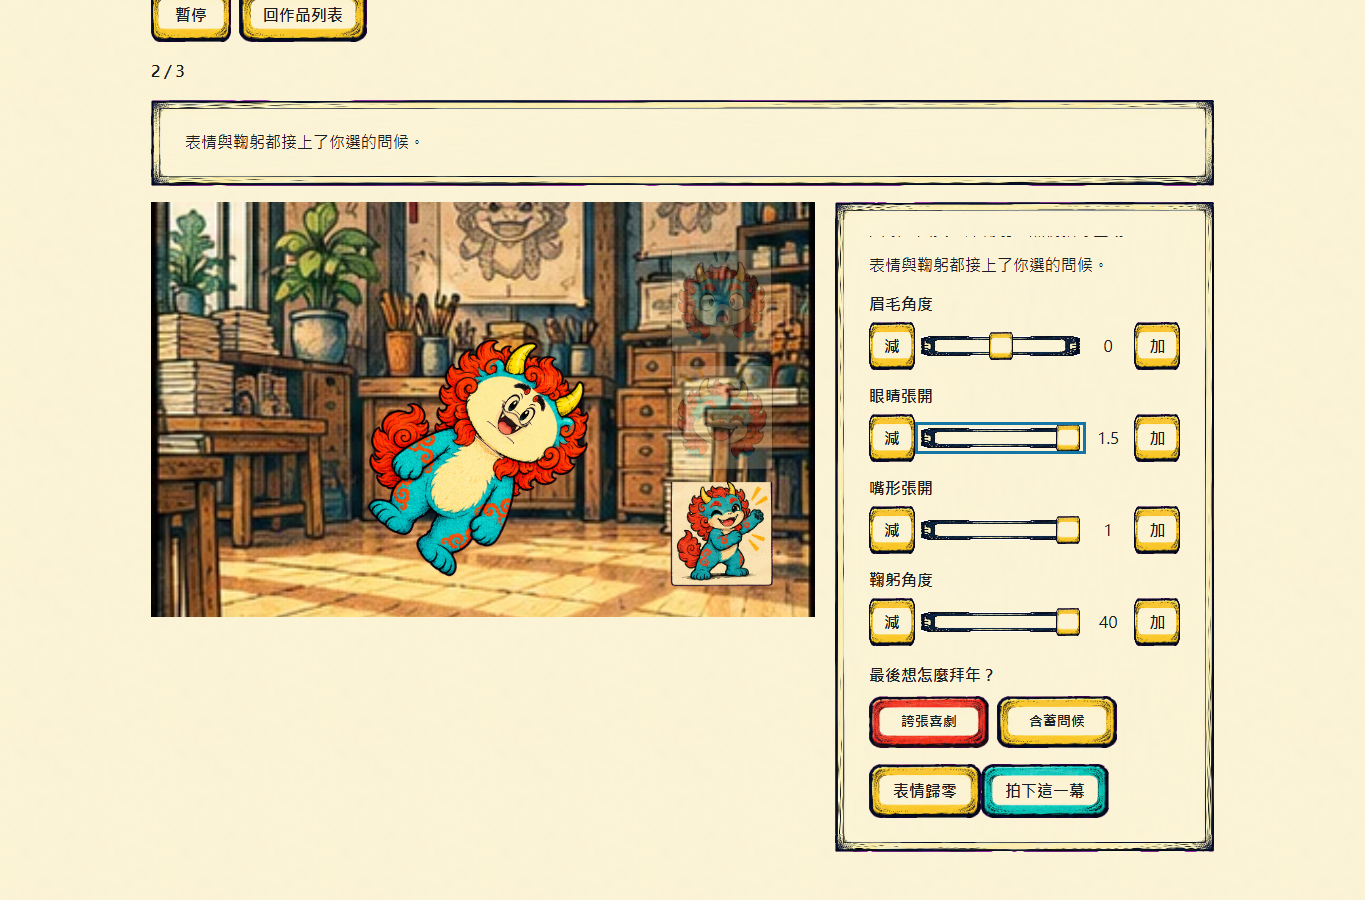 暫停
回作品列表
2 / 3
表情與鞠躬都接上了你選的問候。
表情與鞠躬都接上了你選的問候。
眉毛角度
減
0
加
眼睛張開
減
1.5
加
嘴形張開
減
1
加
鞠躬角度
減
40
加
最後想怎麼拜年？
誇張喜劇
含蓄問候
表情歸零
拍下這一幕